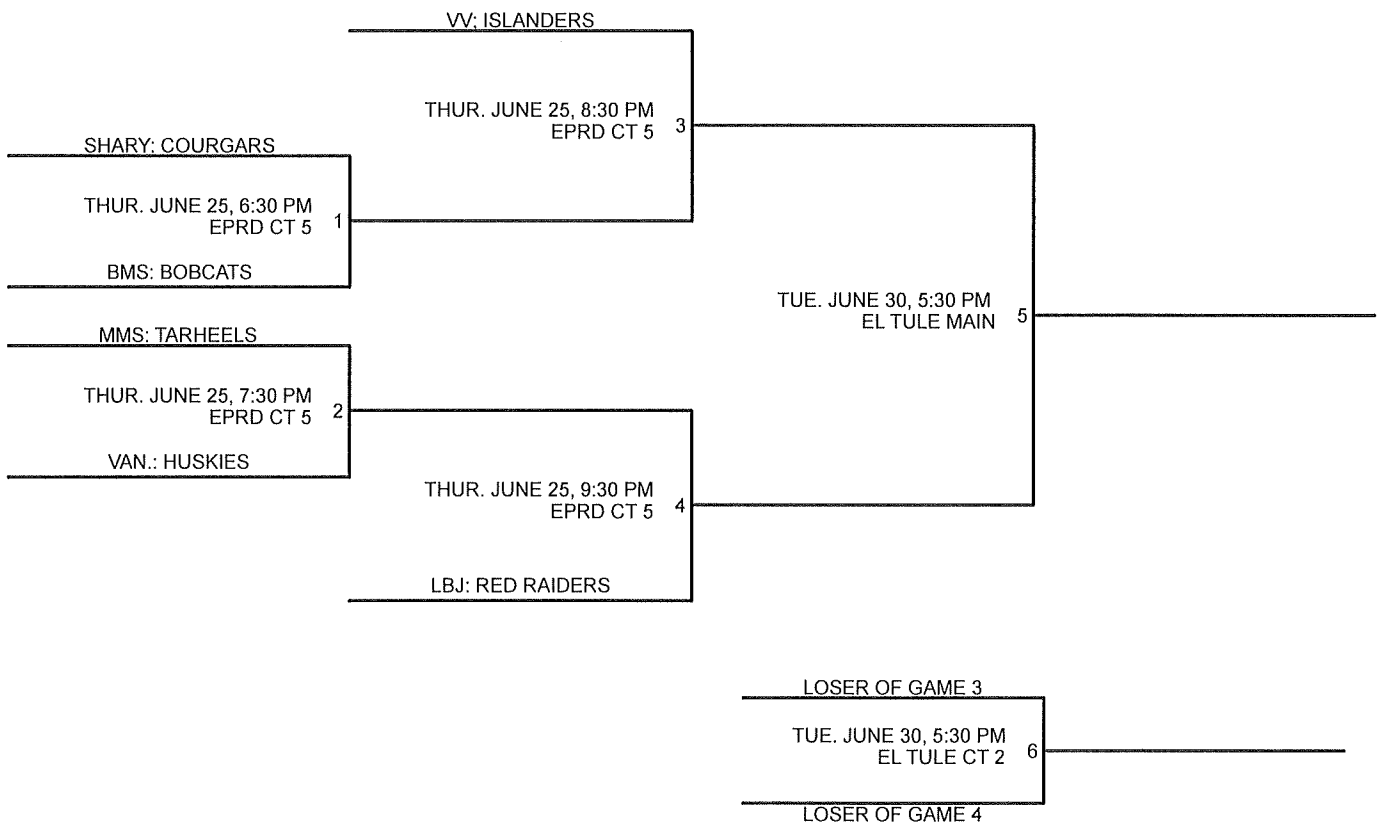 VV; ISLANDERS
THUR. JUNE 25, 8:30 PM
EPRD CT 5
3
SHARY: COURGARS
THUR. JUNE 25, 6:30 PM
EPRD CT 5
1
BMS: BOBCATS
TUE. JUNE 30, 5:30 PM
EL TULE MAIN
5
MMS: TARHEELS
THUR. JUNE 25, 7:30 PM
EPRD CT 5
2
VAN.: HUSKIES
THUR. JUNE 25, 9:30 PM
EPRD CT 5
4
LBJ: RED RAIDERS
LOSER OF GAME 3
TUE. JUNE 30, 5:30 PM
EL TULE CT 2
6
LOSER OF GAME 4